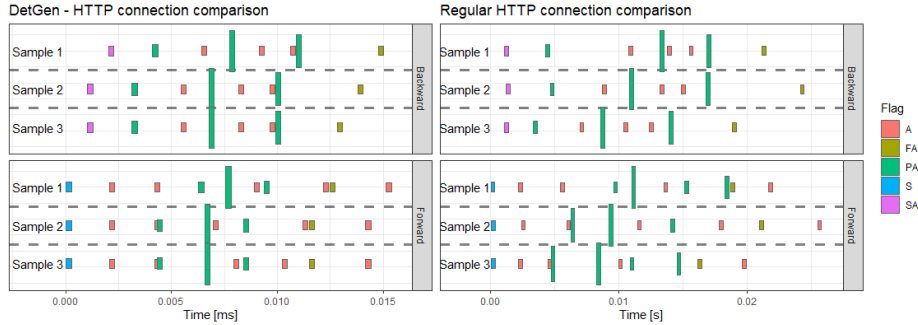 DetGen - HTTP connection comparison
Sample 1
Sample 2
Sample 3
Backward
Sample 1
Sample 2
Sample 3
Forward
0.000 0.005 0.010 0.015
Time [ms]
Regular HTTP connection comparison
Sample 1
Sample 2
Sample 3
Backward
Sample 1
Sample 2
Sample 3
Forward
0.00 0.01 0.02
Time [s]
Flag
A
FA
PA
S
SA